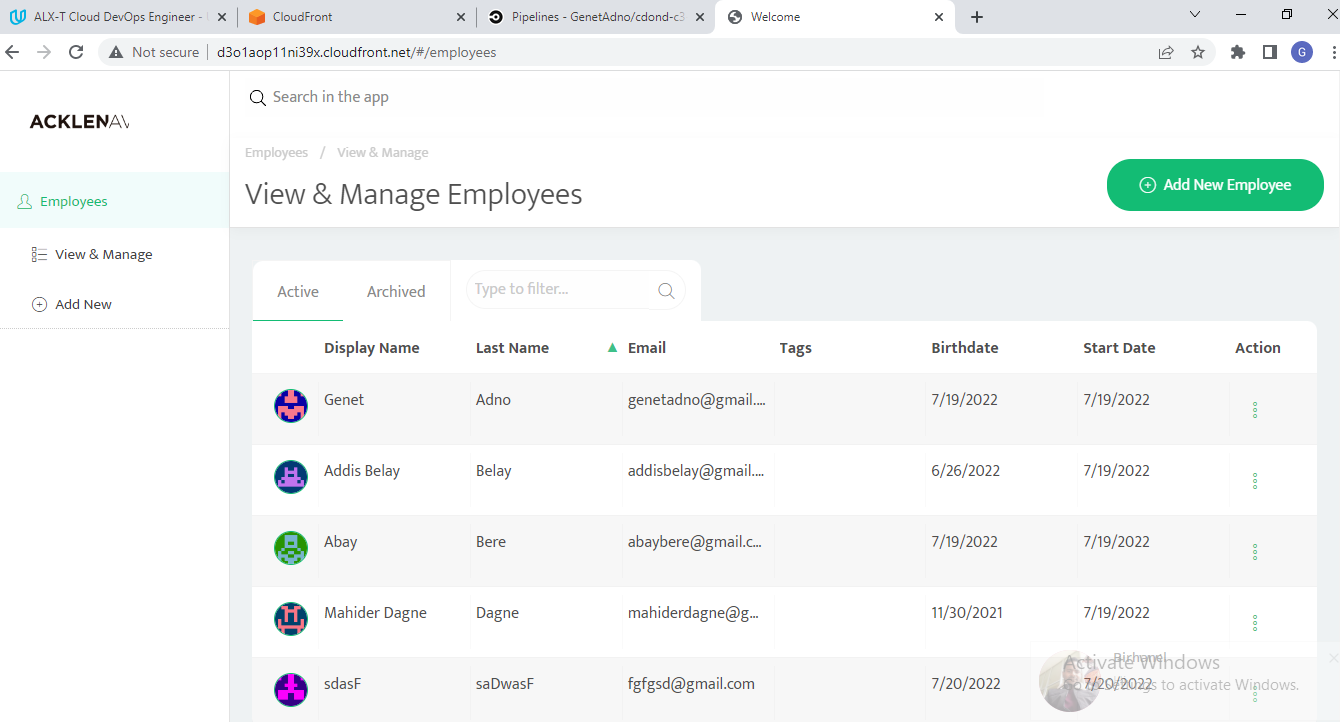 ALX-T Cloud DevOps Engineer -
CloudFront
Pipelines - GenetAdno/cdond-c3
Welcome
Not secure
d3o1aop11ni39x.cloudfront.net/#/employees
G
ACKLENAV
Search in the app
Employees / View & Manage
View & Manage Employees
Add New Employee
Employees
View & Manage
Add New
Active
Archived
Type to filter...
Display Name Last Name Email Tags Birthdate Start Date Action
Genet Adno genetadno@gmail.... 7/19/2022 7/19/2022
Addis Belay Belay addisbelay@gmail.... 6/26/2022 7/19/2022
Abay Bere abaybere@gmail.c... 7/19/2022 7/19/2022
Mahider Dagne Dagne mahiderdagne@g... 11/30/2021 7/19/2022
sdasF saDwasF fgfgsd@gmail.com 7/20/2022 7/20/2022
Activate Windows
Go to Settings to activate Windows.